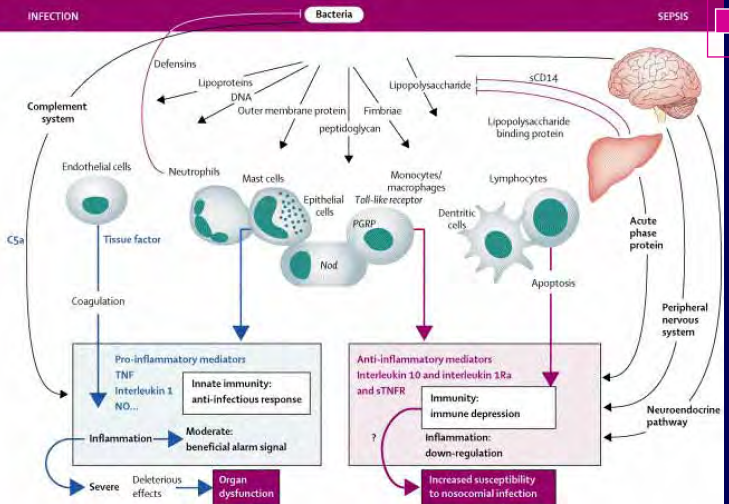 INFECTION
Bacteria
SEPSIS
Defensins
Lipoproteins
DNA
Outer membrane protein
peptidoglycan
Fimbriae
Lipopolysaccharide
sCD14
Lipopolysaccharide
binding protein
Complement
system
Endothelial cells
Neutrophils
Mast cells
Epithelial
cells
Monocytes/
macrophages
Toll-like receptor
PGRP
Nod
Dentritic
cells
Lymphocytes
C5a
Tissue factor
Coagulation
Apoptosis
Acute
phase
protein
Peripheral
nervous
system
Neuroendocrine
pathway
Pro-inflammatory mediators
TNF
Interleukin 1
NO...
Innate immunity:
anti-infectious response
Inflammation
Moderate:
beneficial alarm signal
Severe
Deleterious
effects
Organ
dysfunction
Anti-inflammatory mediators
Interleukin 10 and interleukin 1Ra
and sTNFR
Immunity:
immune depression
?
Inflammation:
down-regulation
Increased susceptibility
to nosocomial infection